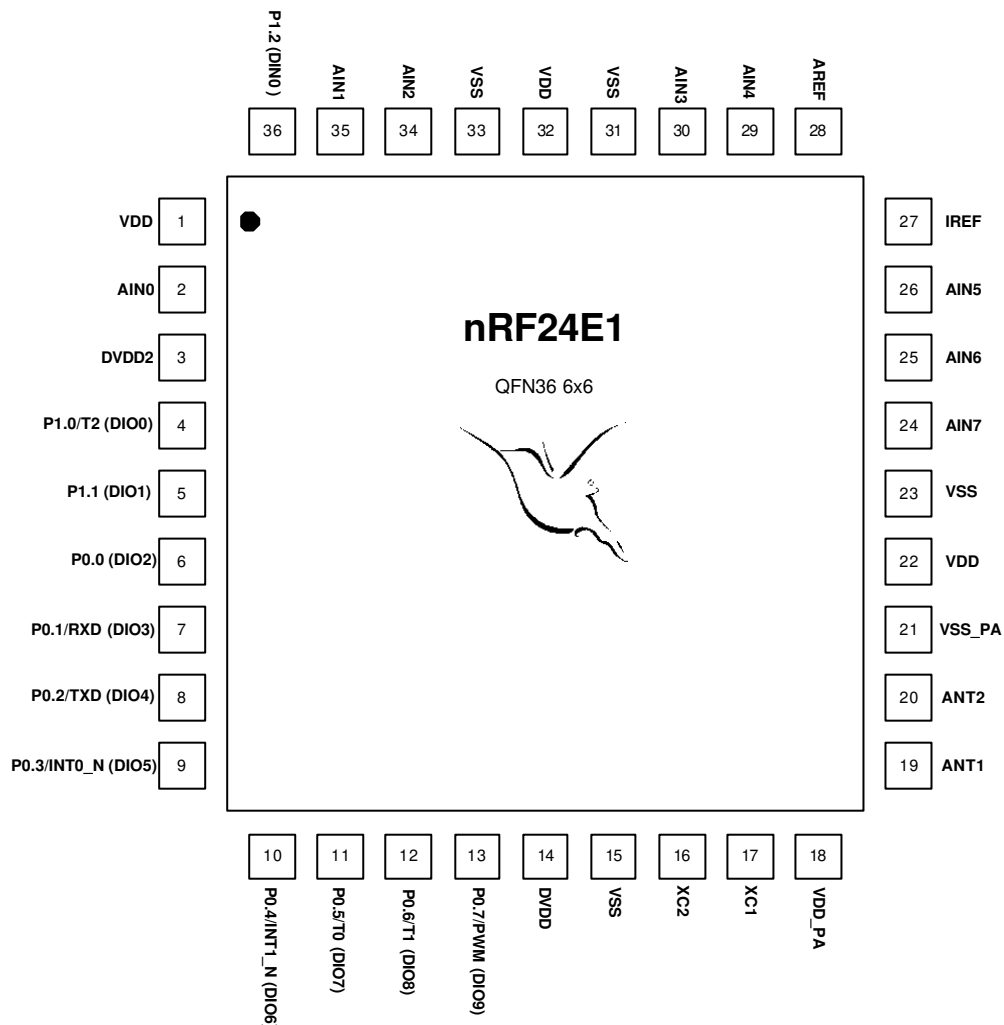 P1.2 (DIN0 )
AIN1
AIN2
VSS
VDD
VSS
AIN3
AIN4
AREF
36
35
34
33
32
31
30
29
28
VDD 1
AIN0 2
DVDD2 3
P1.0/T2 (DIO0) 4
P1.1 (DIO1) 5
P0.0 (DIO2) 6
P0.1/RXD (DIO3) 7
P0.2/TXD (DIO4) 8
P0.3/INT0_N (DIO5) 9
nRF24E1
QFN36 6x6
27 IREF
26 AIN5
25 AIN6
24 AIN7
23 VSS
22 VDD
21 VSS_PA
20 ANT2
19 ANT1
10
11
12
13
14
15
16
17
18
P0.4/INT1_N (DIO6
P0.5/T0 (DIO7)
P0.6/T1 (DIO8)
P0.7/PWM (DIO9)
DVDD
VSS
XC2
XC1
VDD_PA